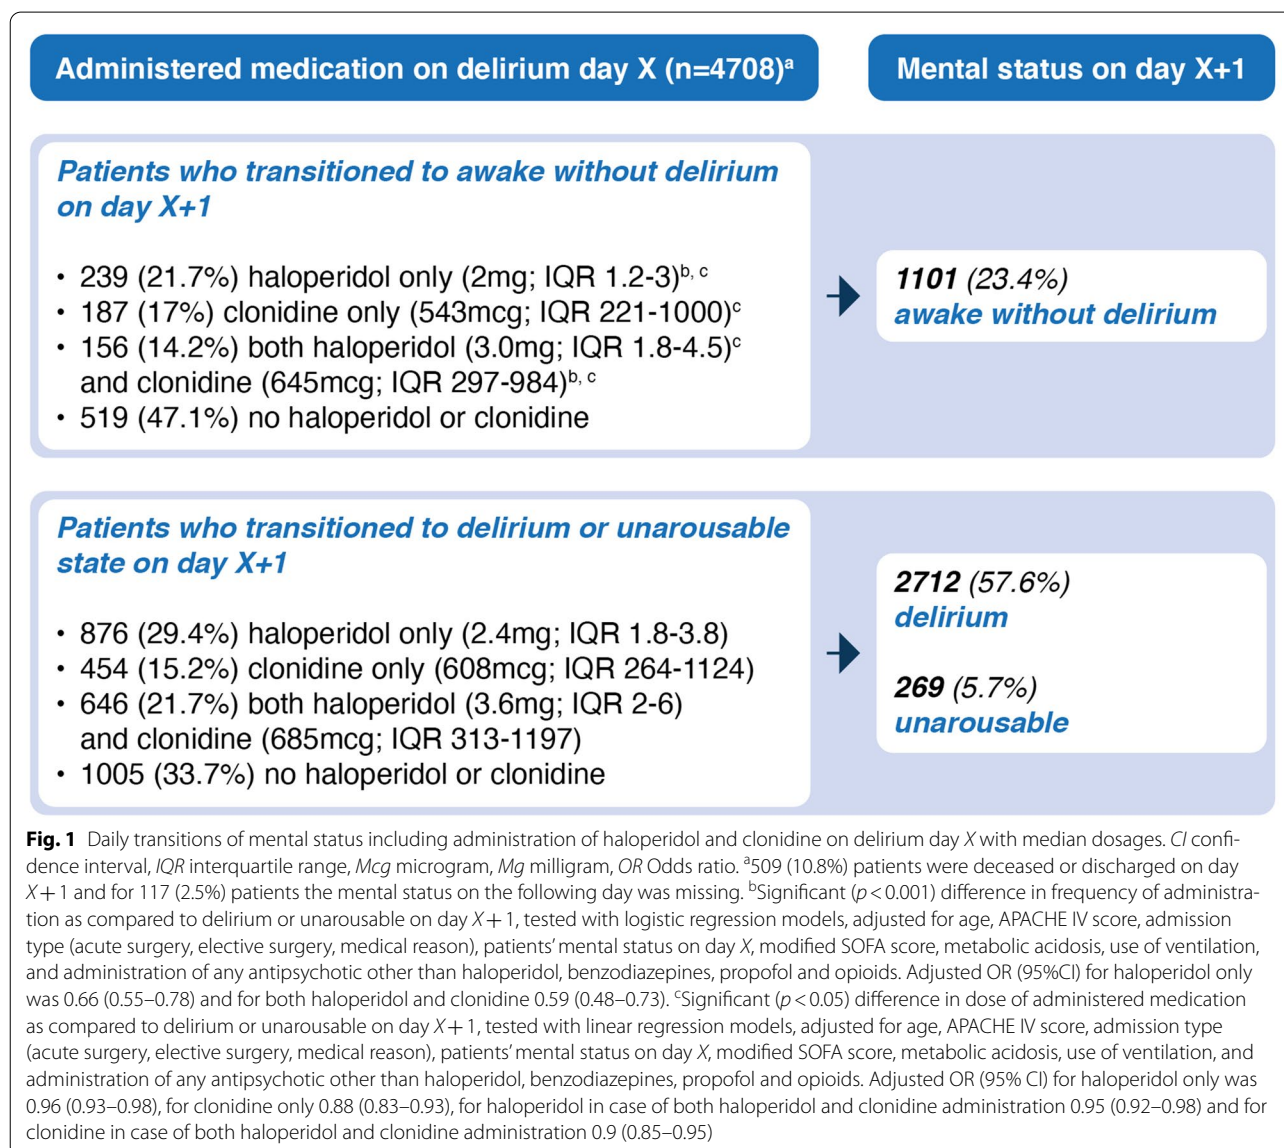 Administered medication on delirium day X (n=4708)a
Mental status on day X+1
Patients who transitioned to awake without delirium
on day X+1
• 239 (21.7%) haloperidol only (2mg; IQR 1.2-3)b, c
• 187 (17%) clonidine only (543mcg; IQR 221-1000)c
• 156 (14.2%) both haloperidol (3.0mg; IQR 1.8-4.5)c
and clonidine (645mcg; IQR 297-984)b, c
• 519 (47.1%) no haloperidol or clonidine
1101 (23.4%)
awake without delirium
Patients who transitioned to delirium or unarousable
state on day X+1
• 876 (29.4%) haloperidol only (2.4mg; IQR 1.8-3.8)
• 454 (15.2%) clonidine only (608mcg; IQR 264-1124)
• 646 (21.7%) both haloperidol (3.6mg; IQR 2-6)
and clonidine (685mcg; IQR 313-1197)
• 1005 (33.7%) no haloperidol or clonidine
2712 (57.6%)
delirium
269 (5.7%)
unarousable
Fig. 1 Daily transitions of mental status including administration of haloperidol and clonidine on delirium day X with median dosages. CI confi-
dence interval, IQR interquartile range, Mcg microgram, Mg milligram, OR Odds ratio. a509 (10.8%) patients were deceased or discharged on day
X + 1 and for 117 (2.5%) patients the mental status on the following day was missing. bSignificant (p < 0.001) difference in frequency of administra-
tion as compared to delirium or unarousable on day X + 1, tested with logistic regression models, adjusted for age, APACHE IV score, admission
type (acute surgery, elective surgery, medical reason), patients' mental status on day X, modified SOFA score, metabolic acidosis, use of ventilation,
and administration of any antipsychotic other than haloperidol, benzodiazepines, propofol and opioids. Adjusted OR (95%CI) for haloperidol only
was 0.66 (0.55–0.78) and for both haloperidol and clonidine 0.59 (0.48–0.73). cSignificant (p < 0.05) difference in dose of administered medication
as compared to delirium or unarousable on day X + 1, tested with linear regression models, adjusted for age, APACHE IV score, admission type
(acute surgery, elective surgery, medical reason), patients' mental status on day X, modified SOFA score, metabolic acidosis, use of ventilation, and
administration of any antipsychotic other than haloperidol, benzodiazepines, propofol and opioids. Adjusted OR (95% CI) for haloperidol only was
0.96 (0.93–0.98), for clonidine only 0.88 (0.83–0.93), for haloperidol in case of both haloperidol and clonidine administration 0.95 (0.92–0.98) and for
clonidine in case of both haloperidol and clonidine administration 0.9 (0.85–0.95)